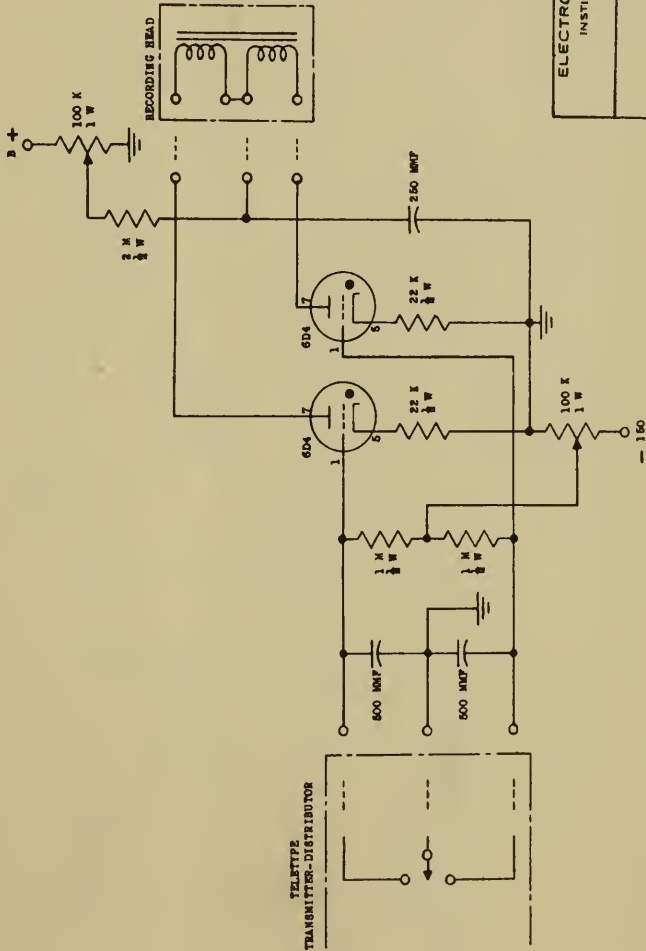 TELETYPE
TRANSMITTER-DISTRIBUTOR
500 MMF
500 MMF
1 M
½ W
1 M
½ W
6D4
7
1
5
22 K
½ W
6D4
7
1
5
22 K
½ W
100 K
1 W
— 150
250 MMF
2 M
½ W
B +
100 K
1 W
RECORDING HEAD
ELECTRO
INSTI